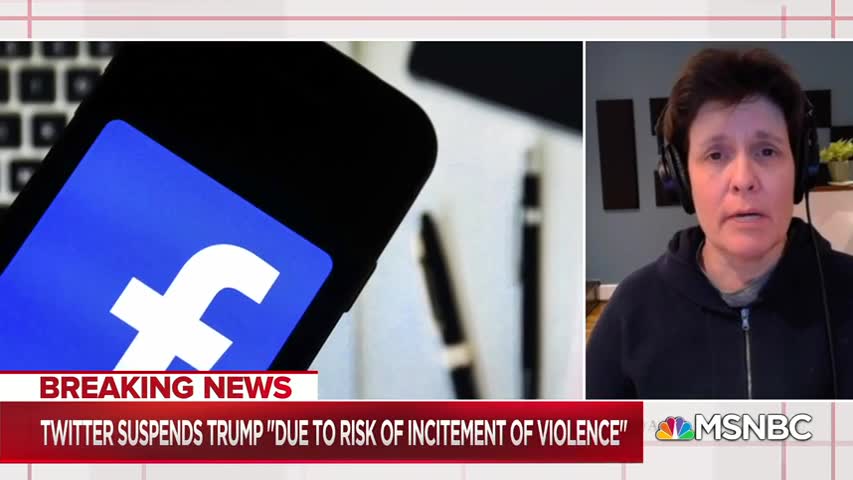 f
BREAKING NEWS
TWITTER SUSPENDS TRUMP "DUE TO RISK OF INCITEMENT OF VIOLENCE"
MSNBC